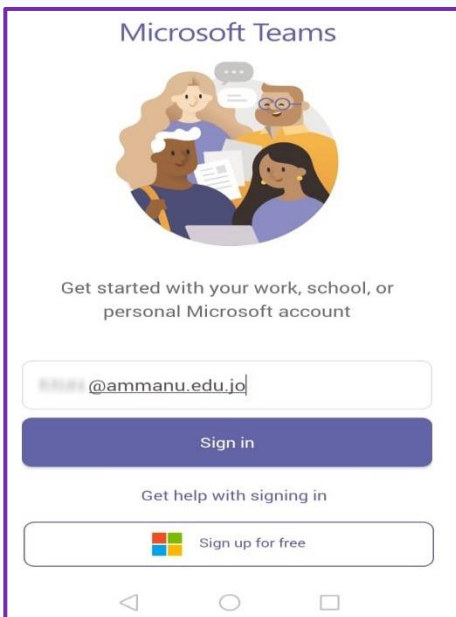 Microsoft Teams
Get started with your work, school, or
personal Microsoft account
@ammanu.edu.jo
Sign in
Get help with signing in
Sign up for free